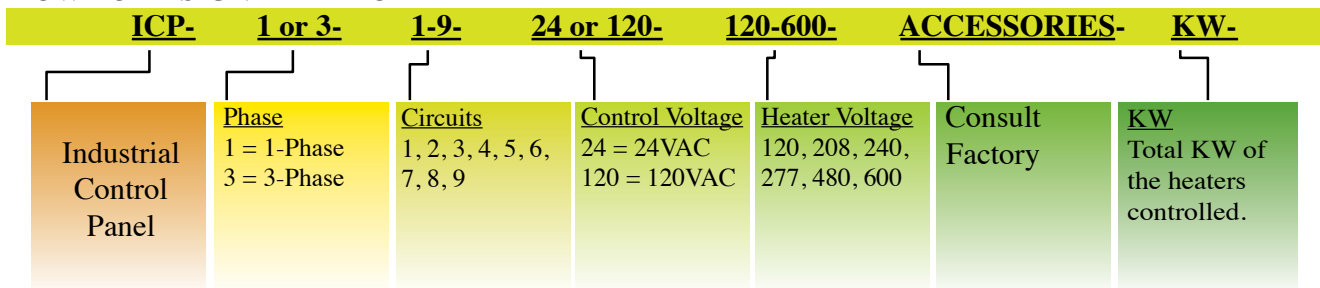 ICP- 1 or 3- 1-9- 24 or 120- 120-600- ACCESSORIES- KW-
Industrial
Control
Panel
Phase
1 = 1-Phase
3 = 3-Phase
Circuits
1, 2, 3, 4, 5, 6,
7, 8, 9
Control Voltage
24 = 24VAC
120 = 120VAC
Heater Voltage
120, 208, 240,
277, 480, 600
Consult
Factory
KW
Total KW of
the heaters
controlled.